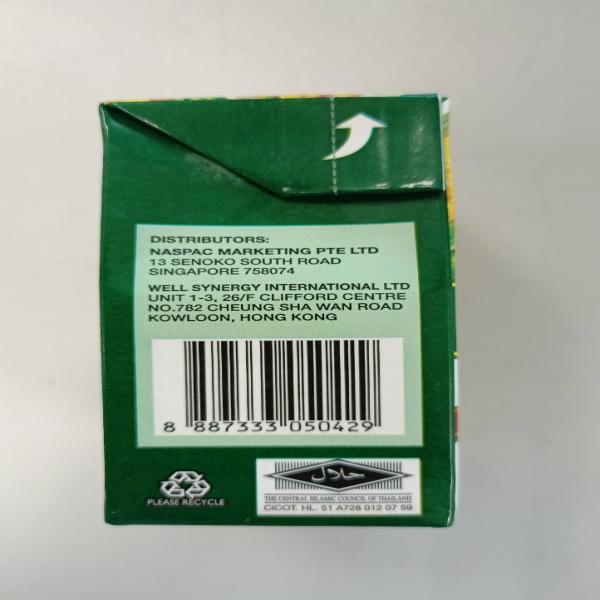 DISTRIBUTORS:
NASPAC MARKETING PTE LTD
13 SENOKO SOUTH ROAD
SINGAPORE 758074
WELL SYNERGY INTERNATIONAL LTD
UNIT 1-3, 26/F CLIFFORD CENTRE
NO.782 CHEUNG SHA WAN ROAD
KOWLOON, HONG KONG
8 887333 050429
PLEASE RECYCLE
حلال
THE CENTRAL ISLAMIC COUNCIL OF THAILAND
CICOT. HL. 51 A728 012 07 59